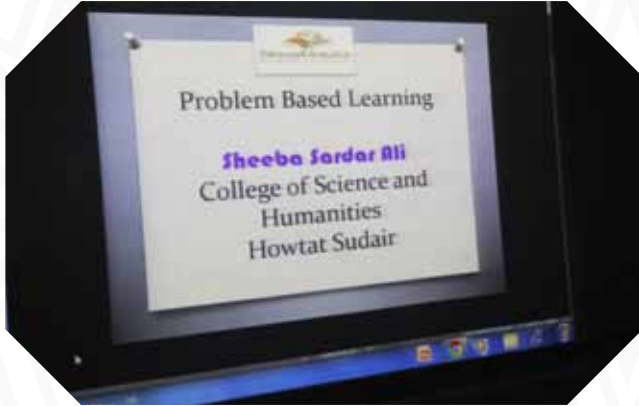 Problem Based Learning
Sheeba Sardar Ali
College of Science and
Humanities
Howtat Sudair